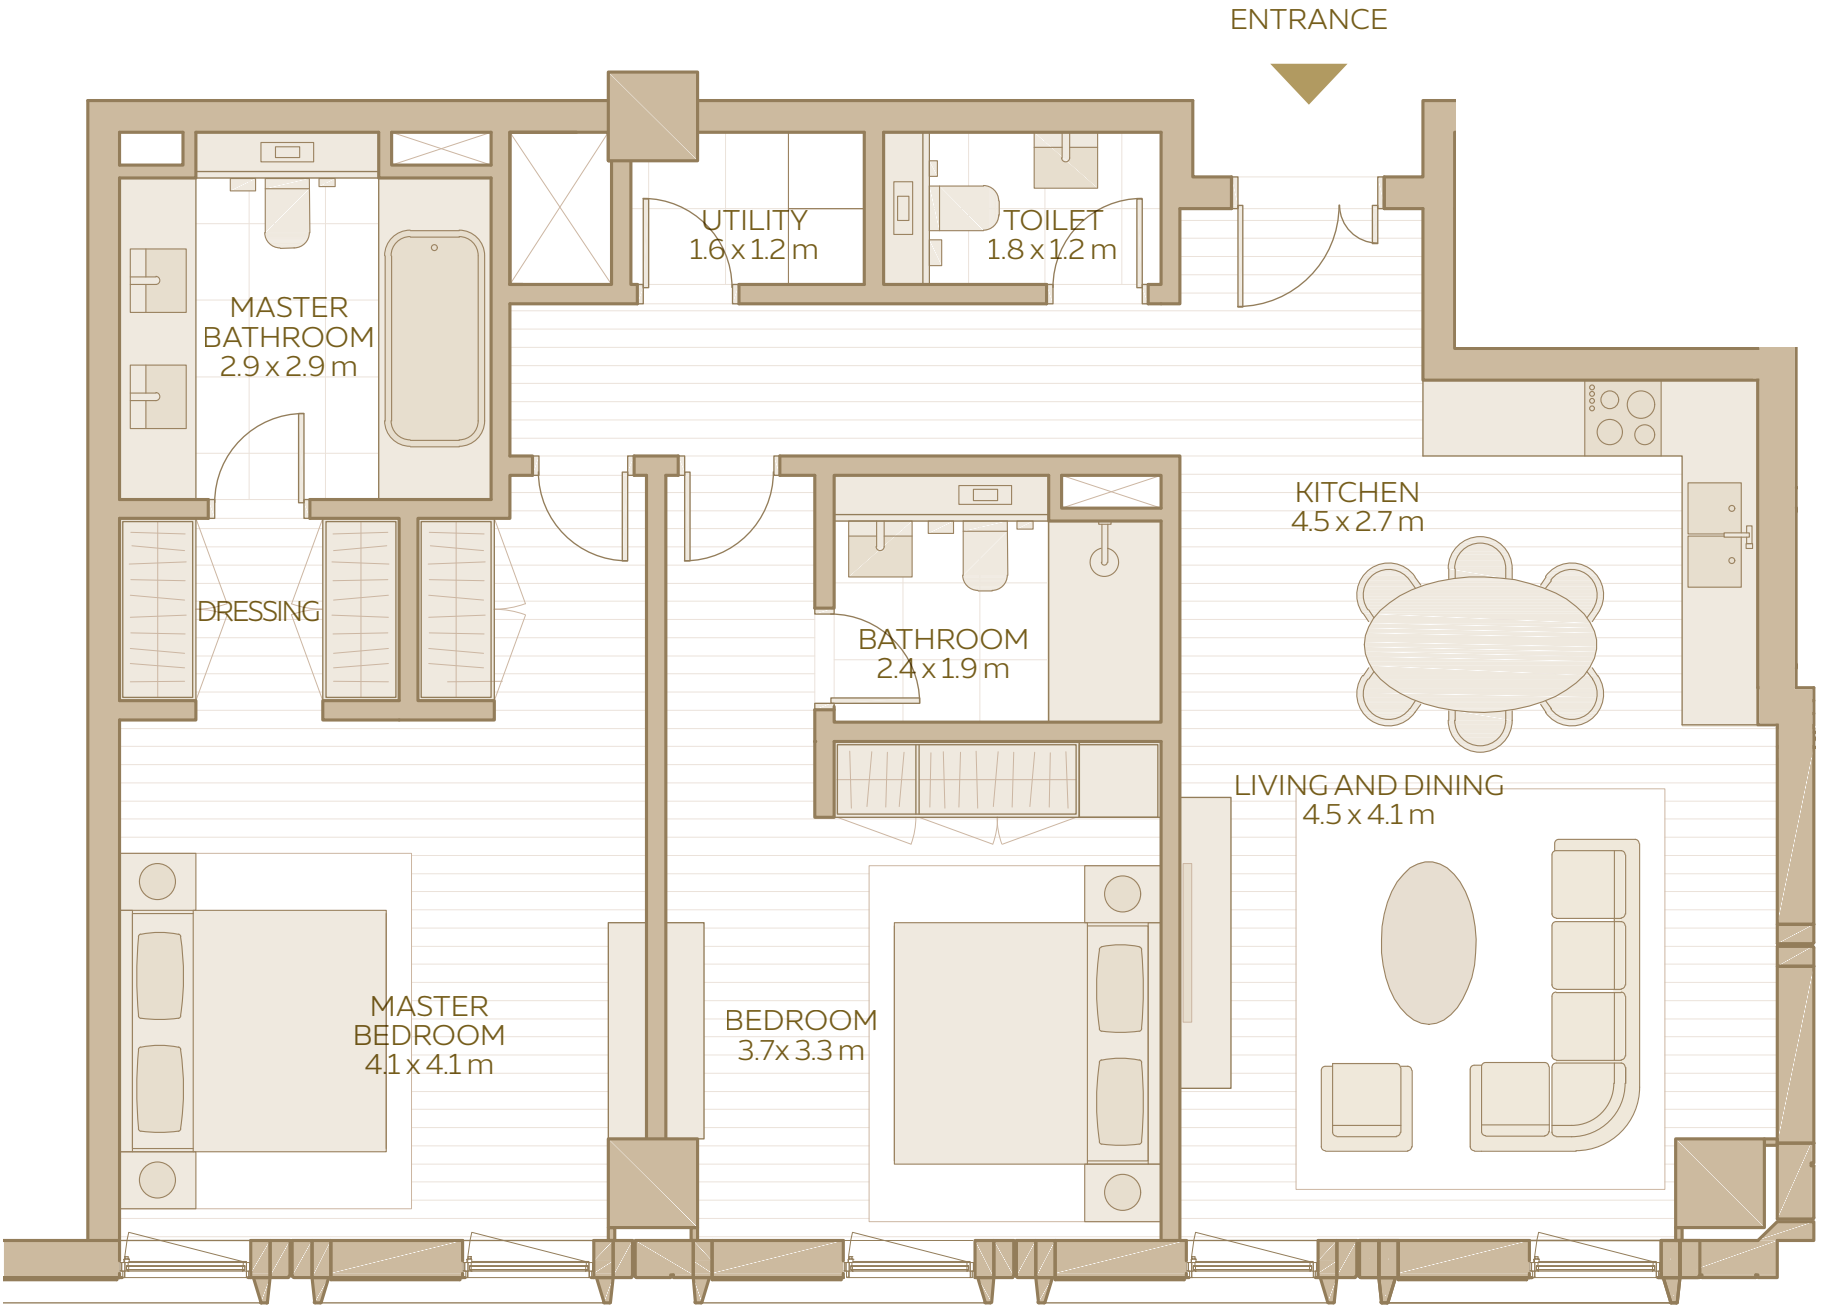 ENTRANCE
UTILITY
1.6 x 1.2 m
TOILET
1.8 x 1.2 m
MASTER
BATHROOM
2.9 x 2.9 m
KITCHEN
4.5 x 2.7 m
DRESSING
BATHROOM
2.4 x 1.9 m
LIVING AND DINING
4.5 x 4.1 m
MASTER
BEDROOM
4.1 x 4.1 m
BEDROOM
3.7x 3.3 m